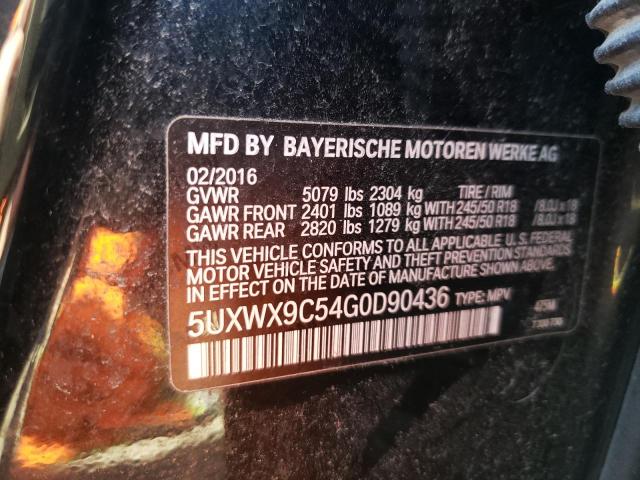 MFD BY BAYERISCHE MOTOREN WERKE AG
02/2016
GVWR 5079 lbs 2304 kg TIRE / RIM
GAWR FRONT 2401 lbs 1089 kg WITH 245/50 R18 / 8.0J x 18
GAWR REAR 2820 lbs 1279 kg WITH 245/50 R18 / 8.0J x 18
THIS VEHICLE CONFORMS TO ALL APPLICABLE U.S. FEDERAL
MOTOR VEHICLE SAFETY AND THEFT PREVENTION STANDARDS
IN EFFECT ON THE DATE OF MANUFACTURE SHOWN ABOVE.
5UXWX9C54G0D90436 TYPE: MPV